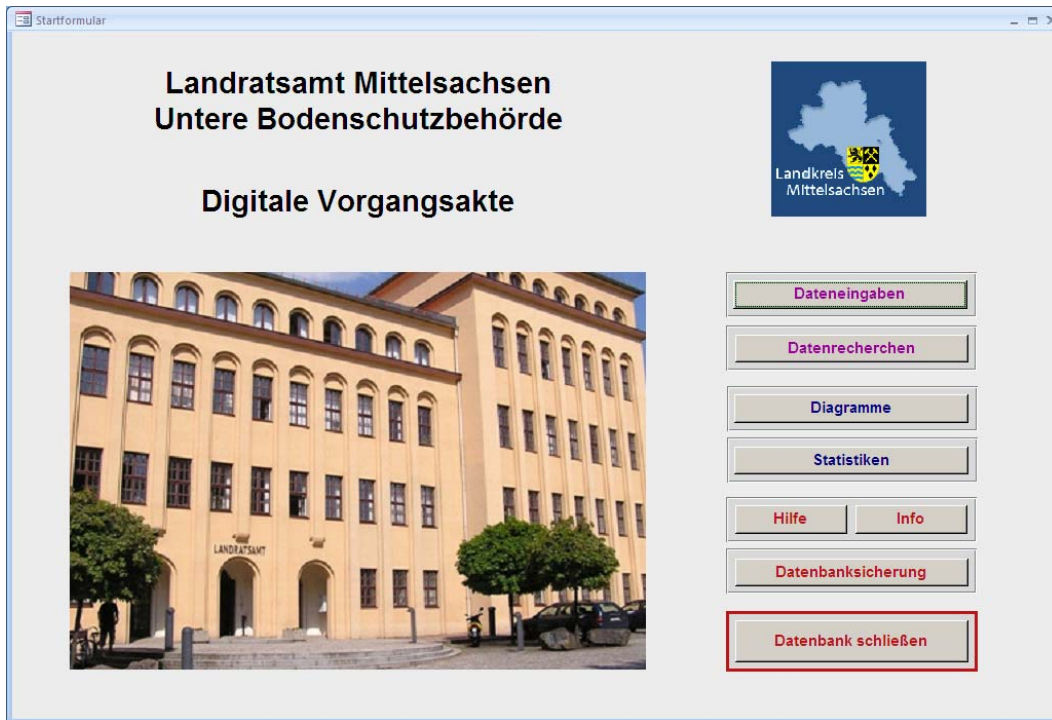 Startformular
Landratsamt Mittelsachsen
Untere Bodenschutzbehörde
Digitale Vorgangsakte
Landkreis
Mittelsachsen
LANDRATSAMT
Dateneingaben
Datenrecherchen
Diagramme
Statistiken
Hilfe
Info
Datenbanksicherung
Datenbank schließen